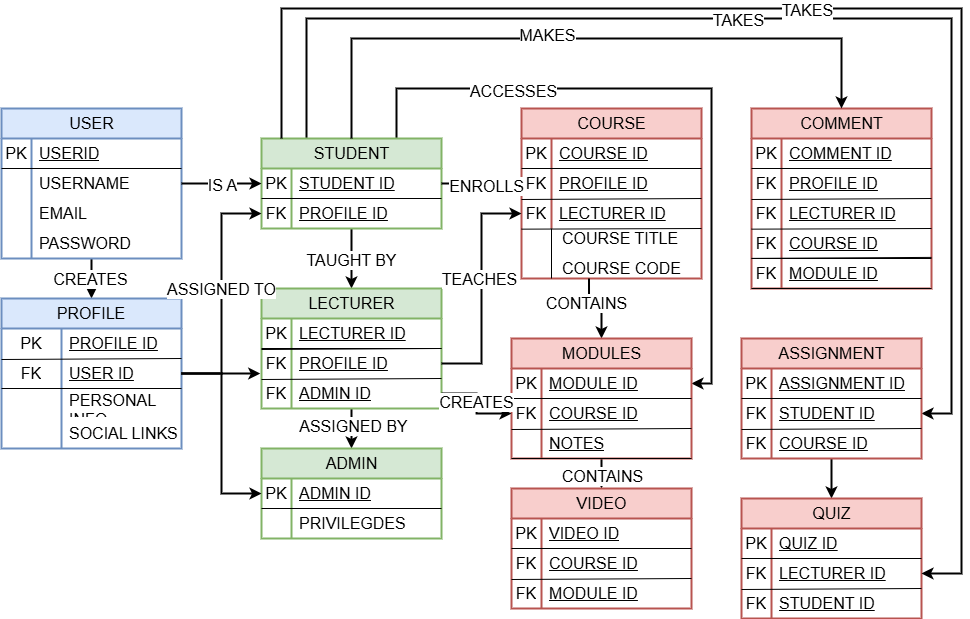 TAKES
TAKES
MAKES
ACCESSES
USER
PK USERID
USERNAME
EMAIL
PASSWORD
CREATES
PROFILE
PK PROFILE ID
FK USER ID
PERSONAL
INFO
SOCIAL LINKS
IS A
ASSIGNED TO
STUDENT
PK STUDENT ID
FK PROFILE ID
TAUGHT BY
LECTURER
PK LECTURER ID
FK PROFILE ID
FK ADMIN ID
ASSIGNED BY
ADMIN
PK ADMIN ID
PRIVILEGDES
ENROLLS
TEACHES
CREATES
COURSE
PK COURSE ID
FK PROFILE ID
FK LECTURER ID
COURSE TITLE
COURSE CODE
CONTAINS
MODULES
PK MODULE ID
FK COURSE ID
NOTES
CONTAINS
VIDEO
PK VIDEO ID
FK COURSE ID
FK MODULE ID
COMMENT
PK COMMENT ID
FK PROFILE ID
FK LECTURER ID
FK COURSE ID
FK MODULE ID
ASSIGNMENT
PK ASSIGNMENT ID
FK STUDENT ID
FK COURSE ID
QUIZ
PK QUIZ ID
FK LECTURER ID
FK STUDENT ID